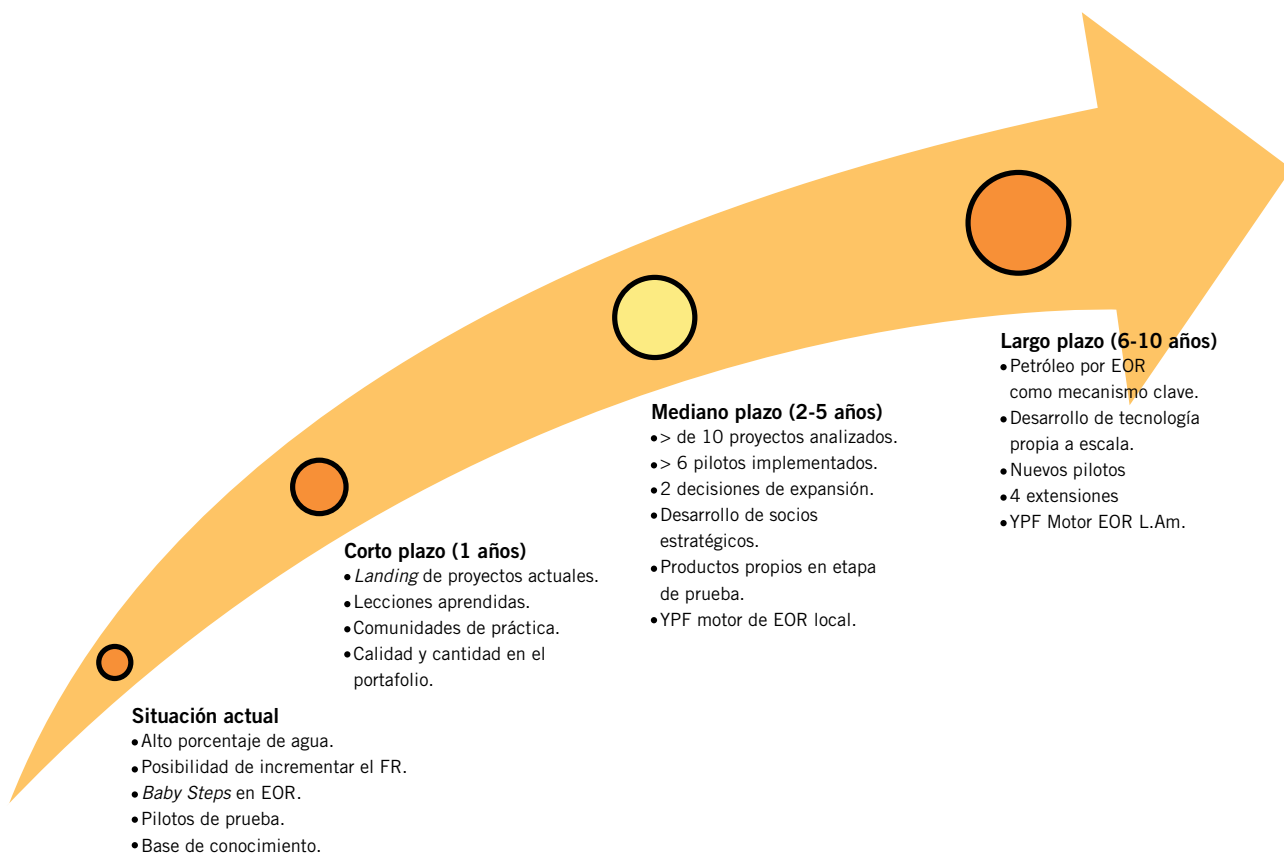 Situación actual
• Alto porcentaje de agua.
• Posibilidad de incrementar el FR.
• Baby Steps en EOR.
• Pilotos de prueba.
• Base de conocimiento.
Corto plazo (1 años)
• Landing de proyectos actuales.
• Lecciones aprendidas.
• Comunidades de práctica.
• Calidad y cantidad en el
portafolio.
Mediano plazo (2-5 años)
• > de 10 proyectos analizados.
• > 6 pilotos implementados.
• 2 decisiones de expansión.
• Desarrollo de socios
estratégicos.
• Productos propios en etapa
de prueba.
• YPF motor de EOR local.
Largo plazo (6-10 años)
• Petróleo por EOR
como mecanismo clave.
• Desarrollo de tecnología
propia a escala.
• Nuevos pilotos
• 4 extensiones
• YPF Motor EOR L.Am.